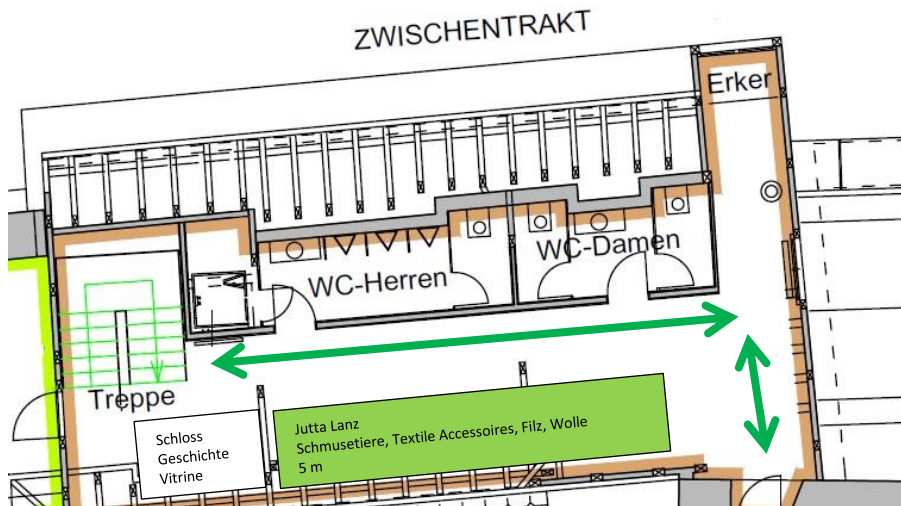 ZWISCHENTRAKT
Erker
WC-Damen
WC-Herren
Treppe
Schloss
Geschichte
Vitrine
Jutta Lanz
Schmusetiere, Textile Accessoires, Filz, Wolle
5 m